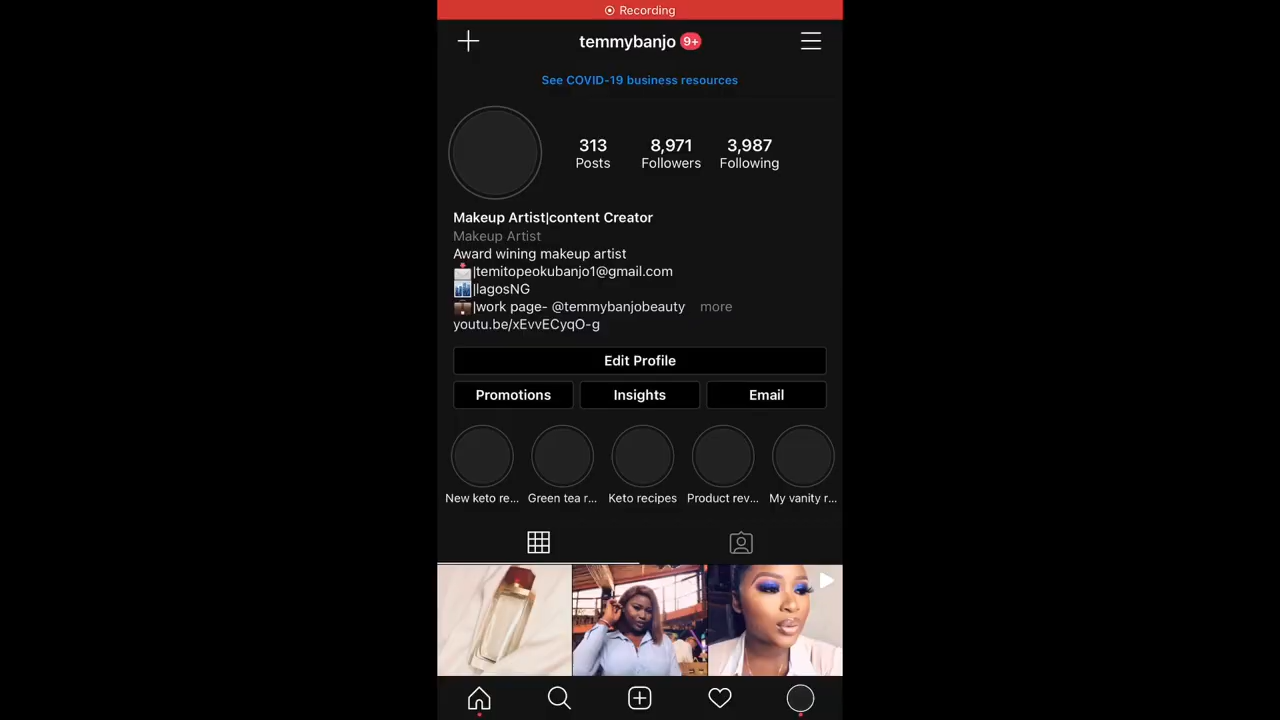 Recording
temmybanjo 9+
See COVID-19 business resources
313 8,971 3,987
Posts Followers Following
Makeup Artist|content Creator
Makeup Artist
Award wining makeup artist
📩|temitopeokubanjo1@gmail.com
🏙|lagosNG
💼|work page- @temmybanjobeauty more
youtu.be/xEvvECyqO-g
Edit Profile
Promotions Insights Email
New keto re... Green tea r... Keto recipes Product rev... My vanity r...